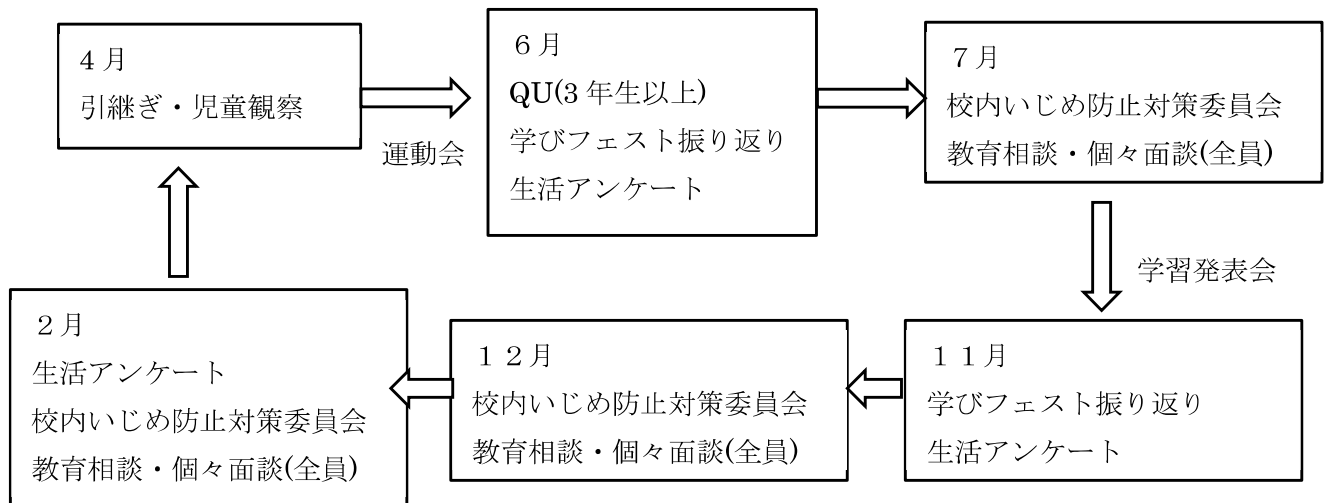 4月
引継ぎ・児童観察
運動会
6月
QU(3年生以上)
学びフェスト振り返り
生活アンケート
7月
校内いじめ防止対策委員会
教育相談・個々面談(全員)
学習発表会
11月
学びフェスト振り返り
生活アンケート
12月
校内いじめ防止対策委員会
教育相談・個々面談(全員)
2月
生活アンケート
校内いじめ防止対策委員会
教育相談・個々面談(全員)